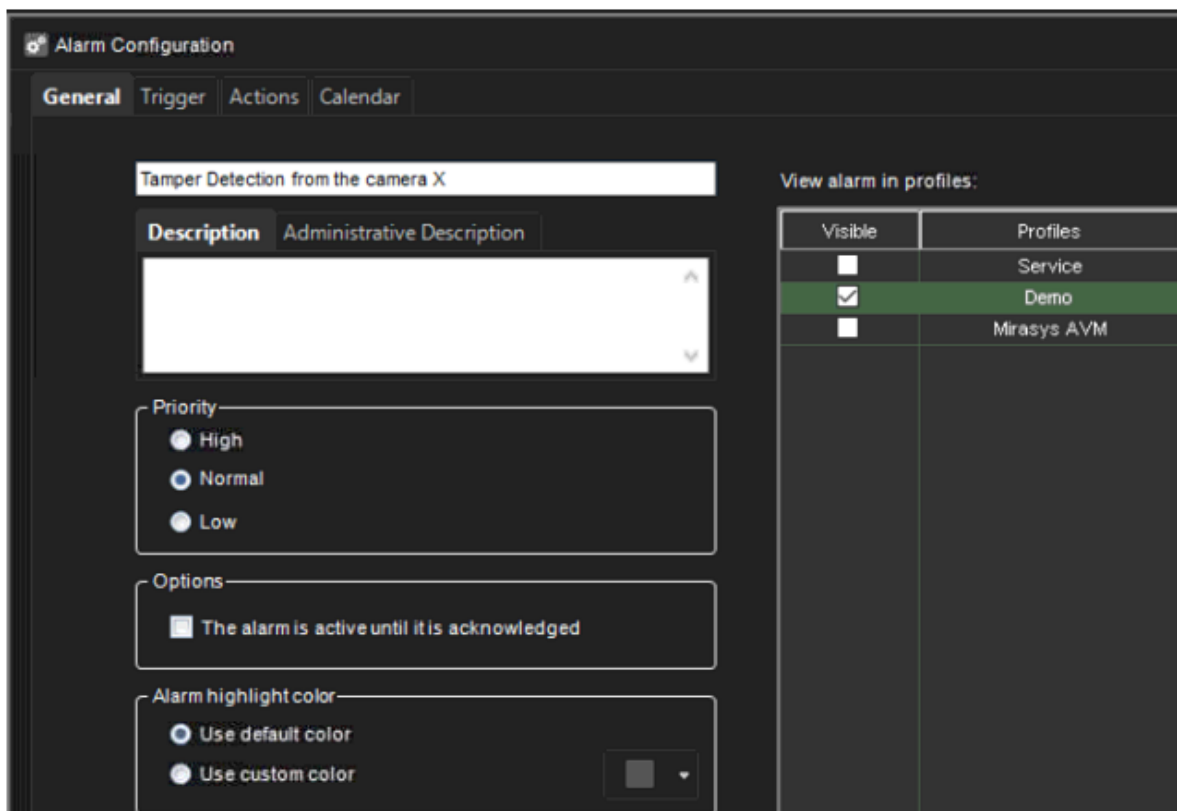 Alarm Configuration
General Trigger Actions Calendar
Tamper Detection from the camera X
Description Administrative Description
Priority
High
Normal
Low
Options
The alarm is active until it is acknowledged
Alarm highlight color
Use default color
Use custom color
View alarm in profiles:
Visible Profiles
Service
Demo
Mirasys AVM